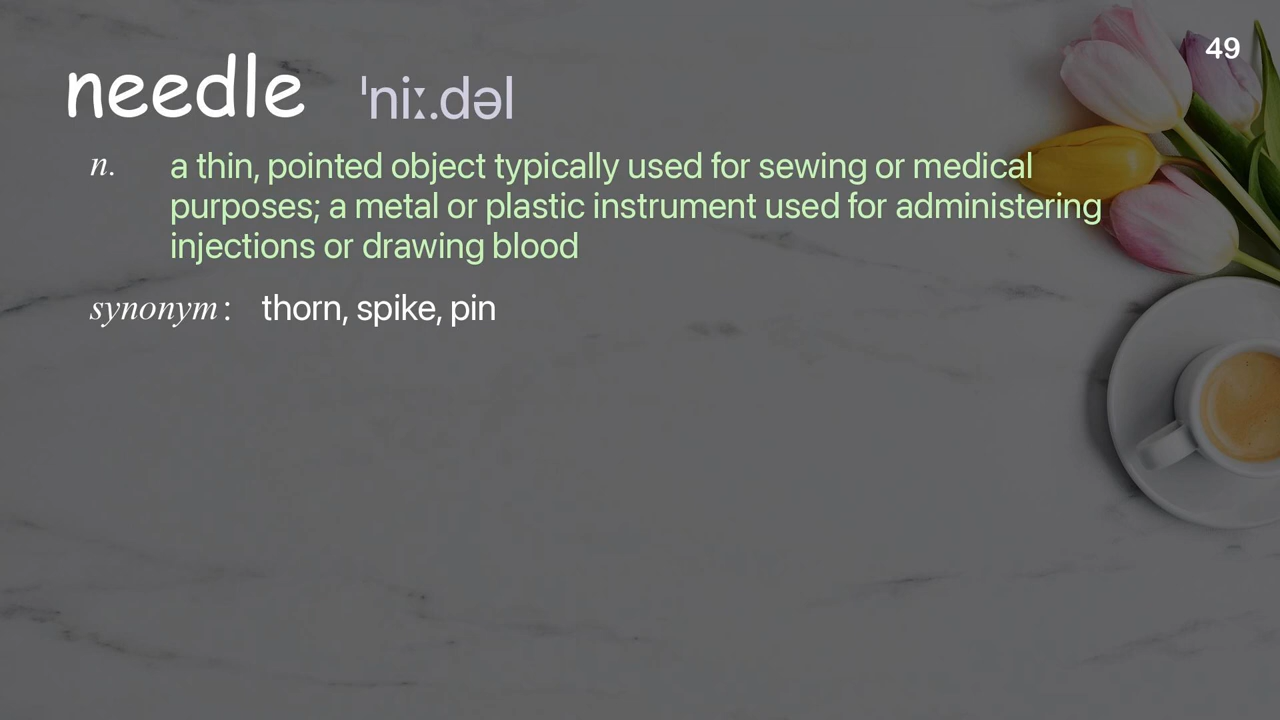 49
needle ˈniː.dəl
n. a thin, pointed object typically used for sewing or medical
purposes; a metal or plastic instrument used for administering
injections or drawing blood
synonym: thorn, spike, pin